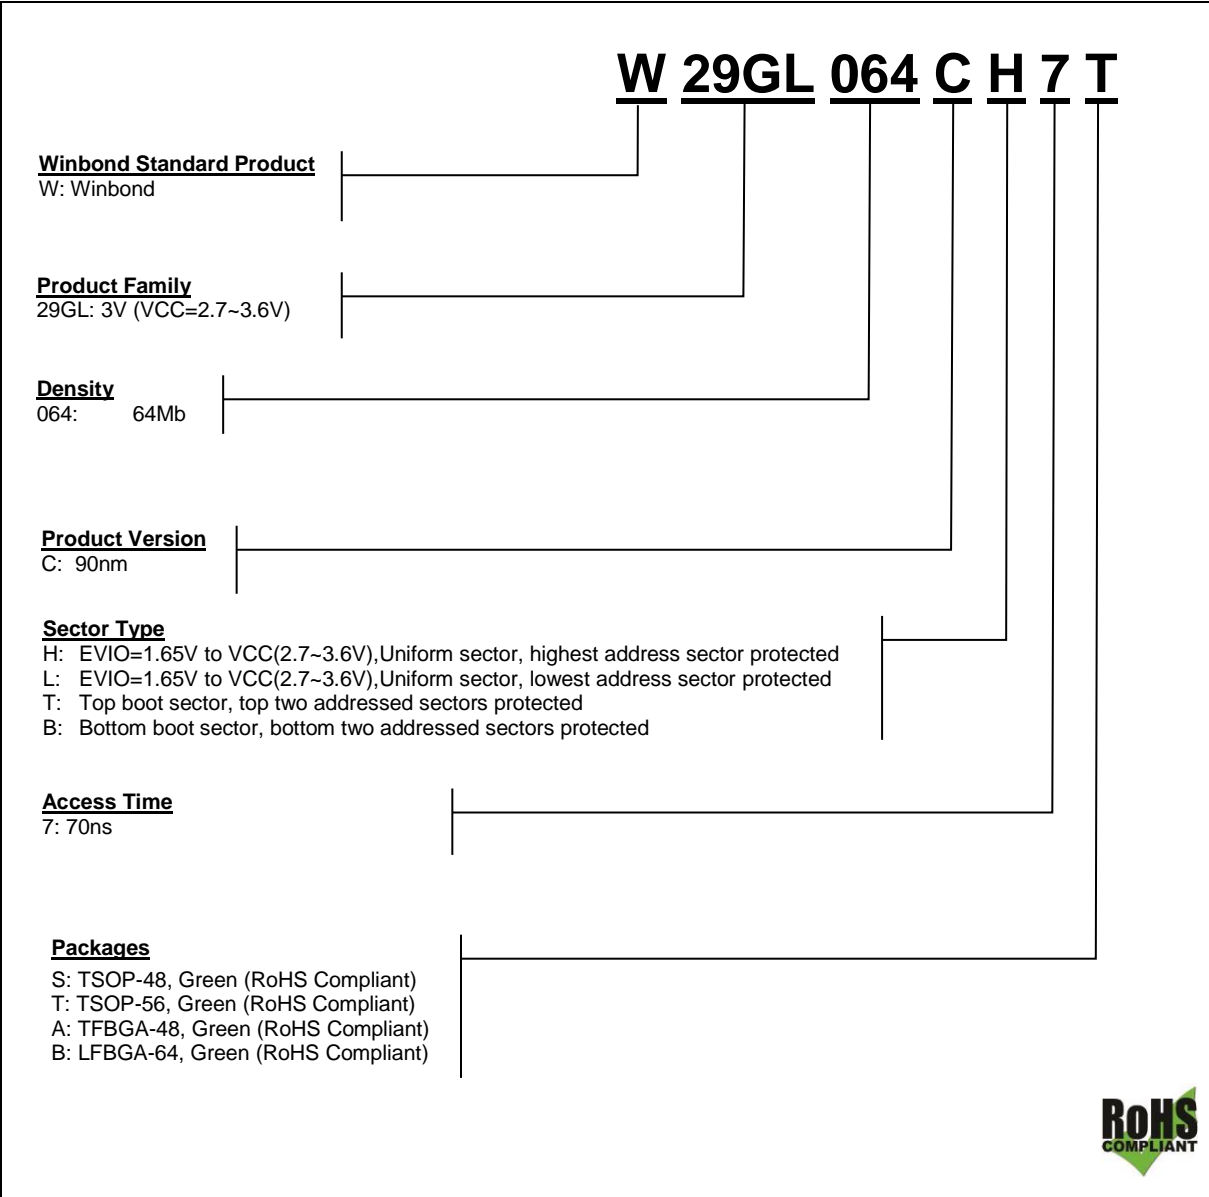 W 29GL 064 C H 7 T
Winbond Standard Product
W: Winbond
Product Family
29GL: 3V (VCC=2.7~3.6V)
Density
064: 64Mb
Product Version
C: 90nm
Sector Type
H: EVIO=1.65V to VCC(2.7~3.6V),Uniform sector, highest address sector protected
L: EVIO=1.65V to VCC(2.7~3.6V),Uniform sector, lowest address sector protected
T: Top boot sector, top two addressed sectors protected
B: Bottom boot sector, bottom two addressed sectors protected
Access Time
7: 70ns
Packages
S: TSOP-48, Green (RoHS Compliant)
T: TSOP-56, Green (RoHS Compliant)
A: TFBGA-48, Green (RoHS Compliant)
B: LFBGA-64, Green (RoHS Compliant)
RoHS
COMPLIANT